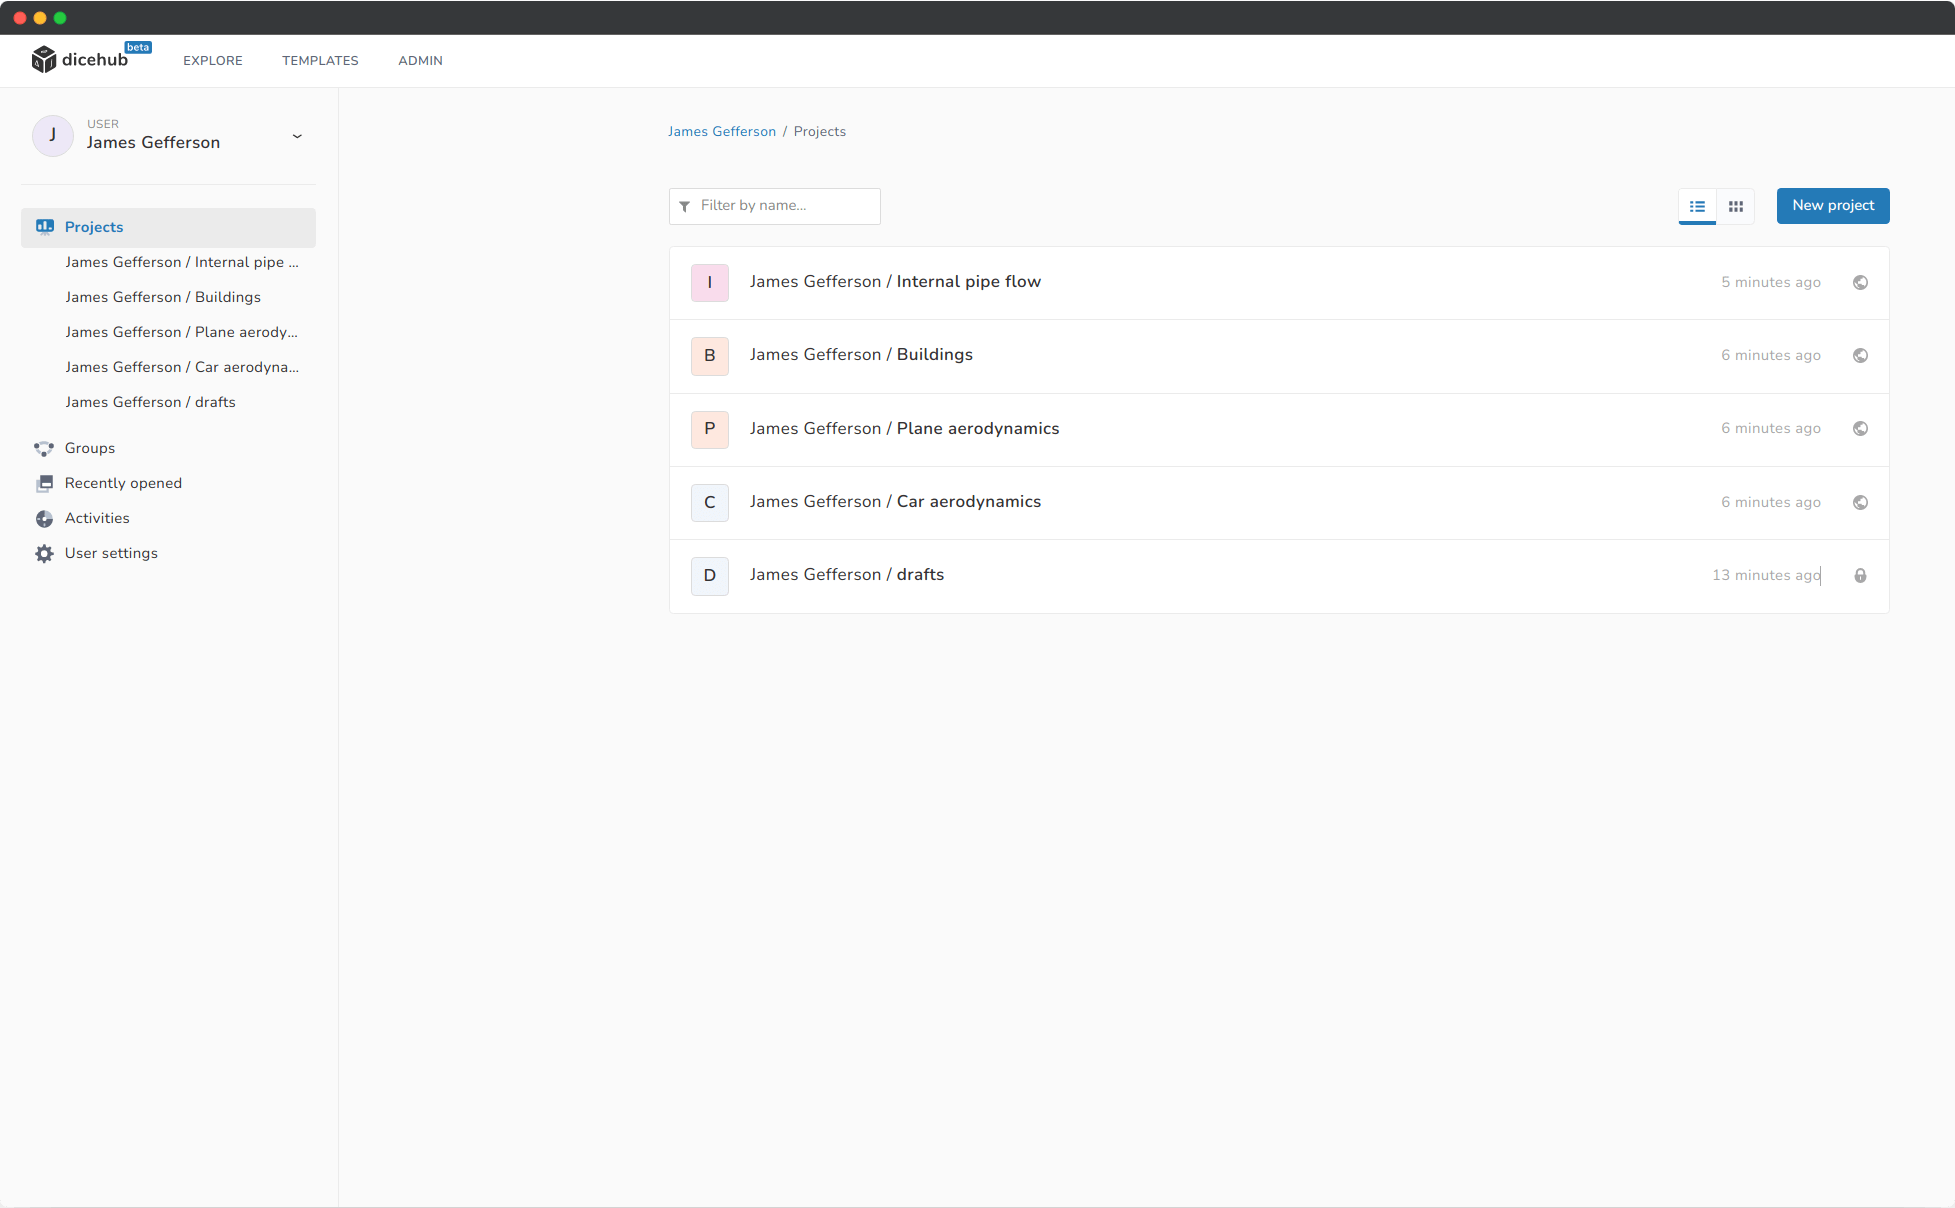 dicehub beta EXPLORE TEMPLATES ADMIN
J
USER
James Gefferson
Projects
James Gefferson / Internal pipe ...
James Gefferson / Buildings
James Gefferson / Plane aerody...
James Gefferson / Car aerodyna...
James Gefferson / drafts
Groups
Recently opened
Activities
User settings
James Gefferson / Projects
Filter by name...
New project
I James Gefferson / Internal pipe flow 5 minutes ago
B James Gefferson / Buildings 6 minutes ago
P James Gefferson / Plane aerodynamics 6 minutes ago
C James Gefferson / Car aerodynamics 6 minutes ago
D James Gefferson / drafts 13 minutes ago